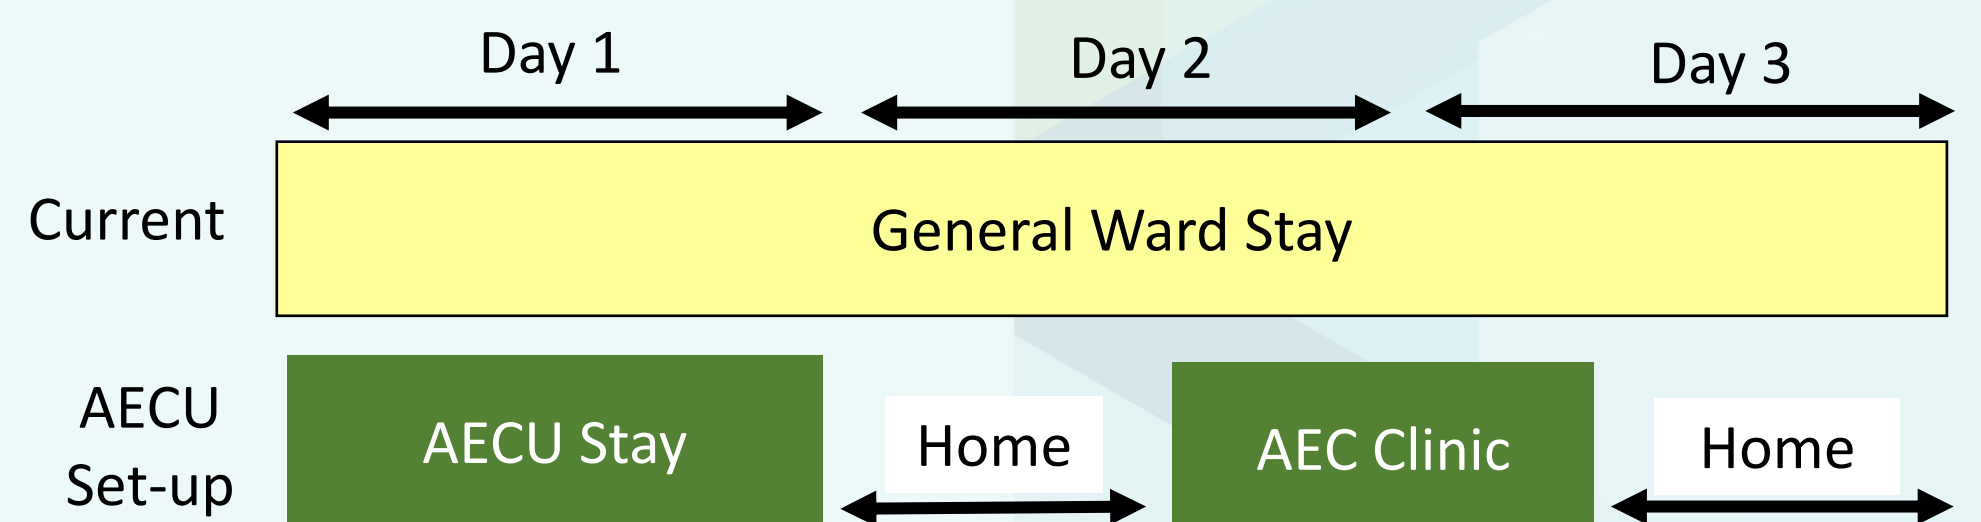 Day 1
Day 2
Day 3
Current
General Ward Stay
AECU
Set-up
AECU Stay
Home
AEC Clinic
Home